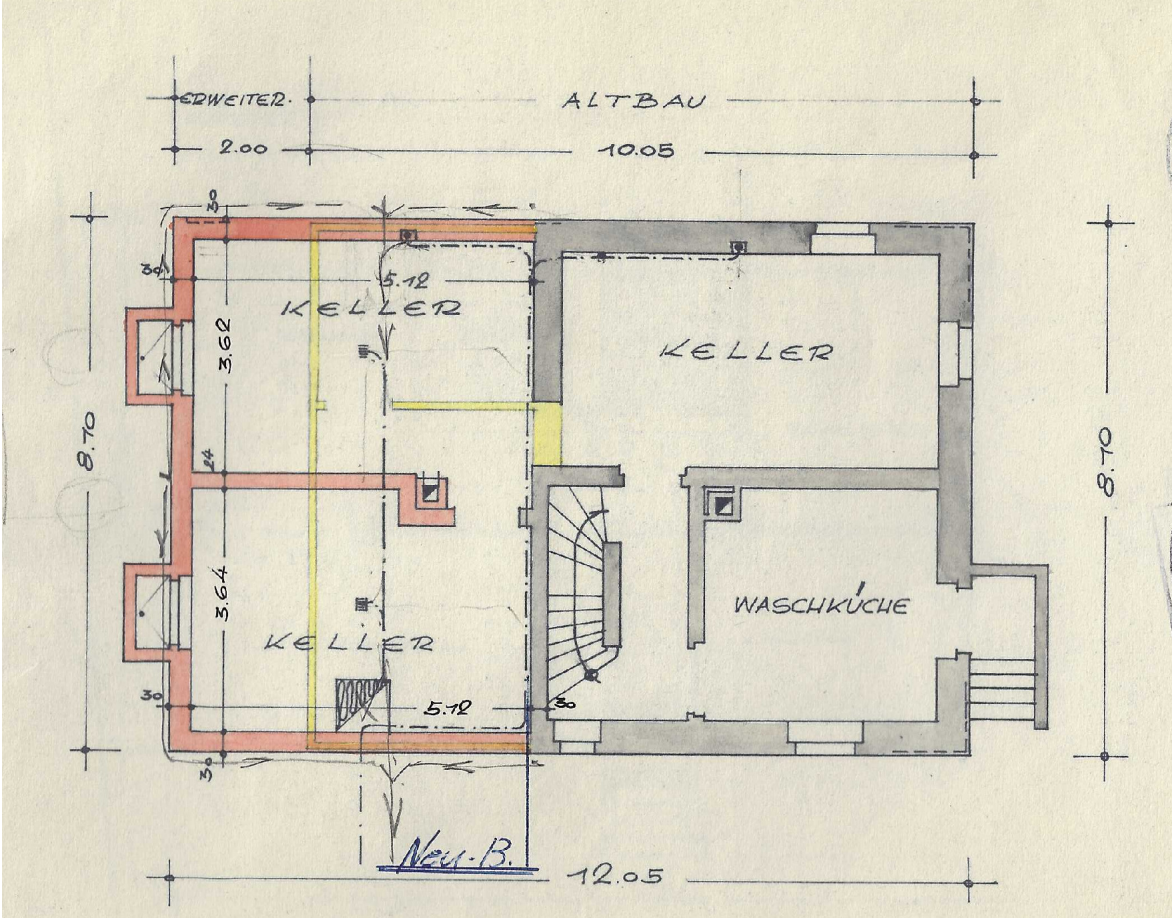 ERWEITER.
ALTBAU
2.00
10.05
30
30
5.12
KELLER
3.62
KELLER
8.70
8.70
24
3.64
WASCHKÜCHE
KELLER
30
5.12
30
30
Neu-B.
12.05